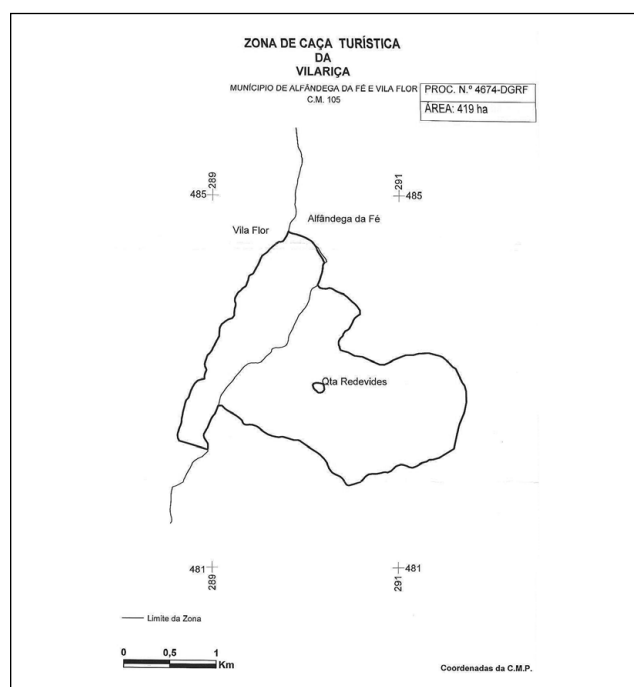 ZONA DE CAÇA TURÍSTICA
DA
VILARIÇA
MUNÍCIPIO DE ALFÂNDEGA DA FÉ E VILA FLOR
C.M. 105
PROC. N.º 4674-DGRF
ÁREA: 419 ha
289
291
485
485
Alfândega da Fé
Vila Flor
Qta Redevides
481
481
289
291
Limite da Zona
0 0,5 1
Km
Coordenadas da C.M.P.